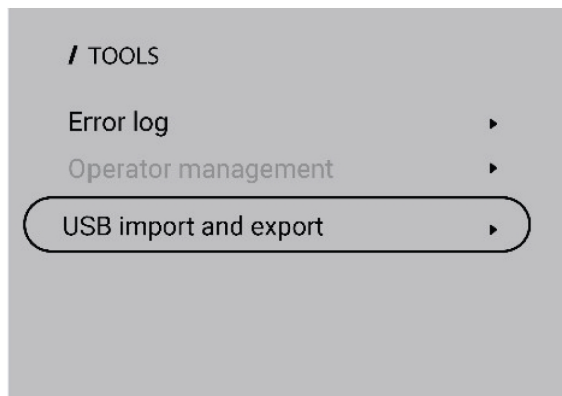 / TOOLS
Error log
Operator management
USB import and export